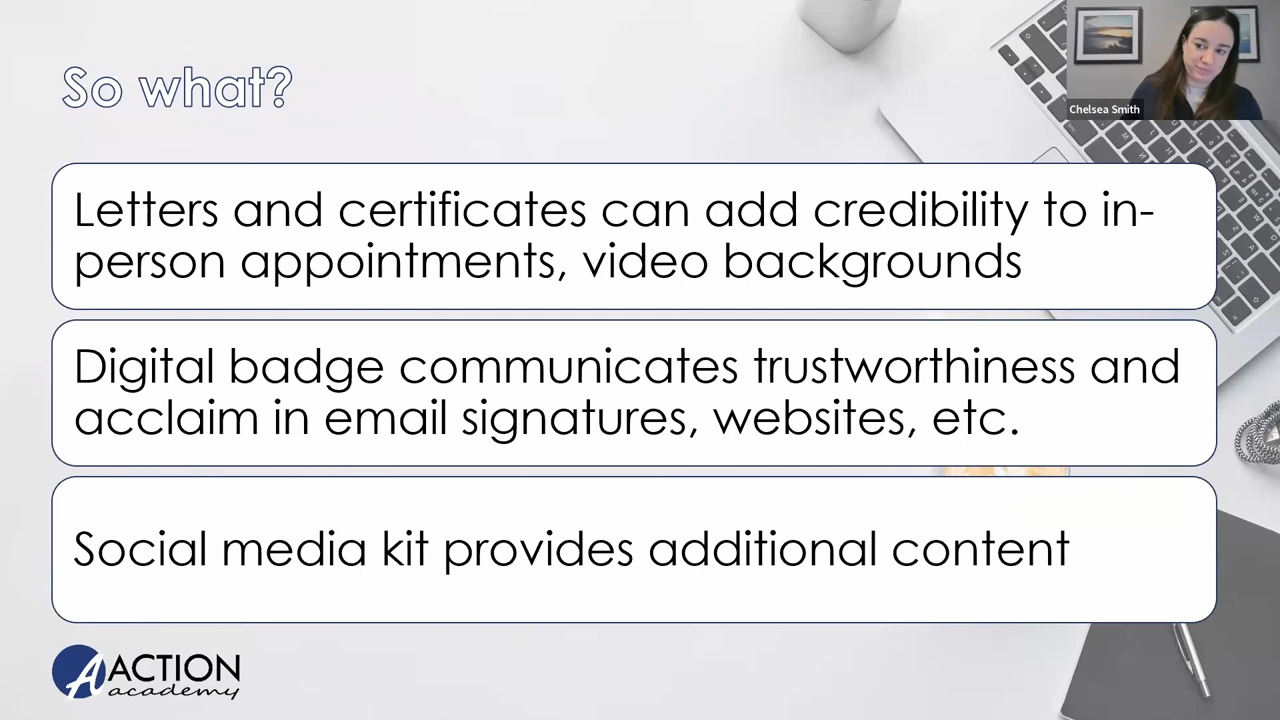 So what?
Chelsea Smith
Letters and certificates can add credibility to in-
person appointments, video backgrounds
Digital badge communicates trustworthiness and
acclaim in email signatures, websites, etc.
Social media kit provides additional content
A ACTION
academy